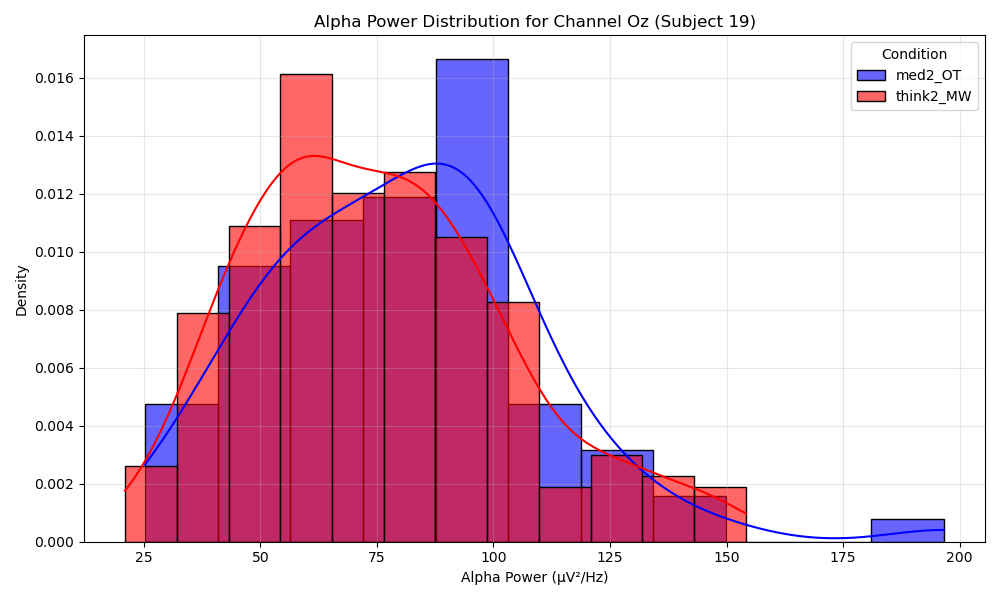 Alpha Power Distribution for Channel Oz (Subject 19)
Condition
med2_OT
think2_MW
Density
0.016
0.014
0.012
0.010
0.008
0.006
0.004
0.002
0.000
25
50
75
100
125
150
175
200
Alpha Power (µV²/Hz)